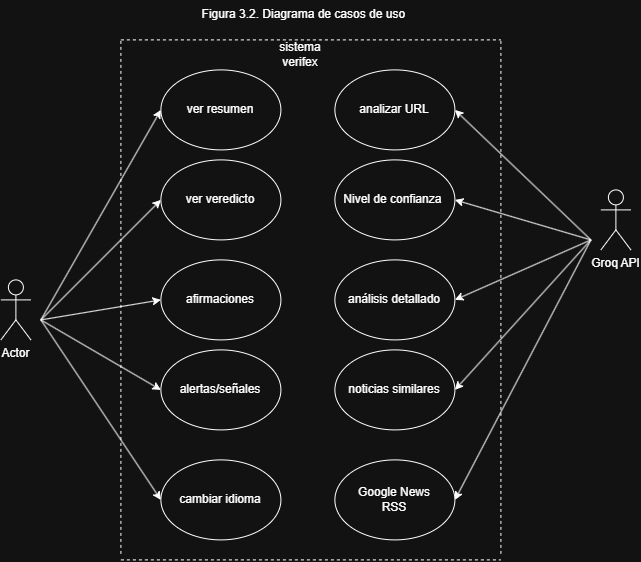 Figura 3.2. Diagrama de casos de uso
sistema
verifex
ver resumen
analizar URL
ver veredicto
Nivel de confianza
afirmaciones
análisis detallado
alertas/señales
noticias similares
cambiar idioma
Google News
RSS
Actor
Groq API